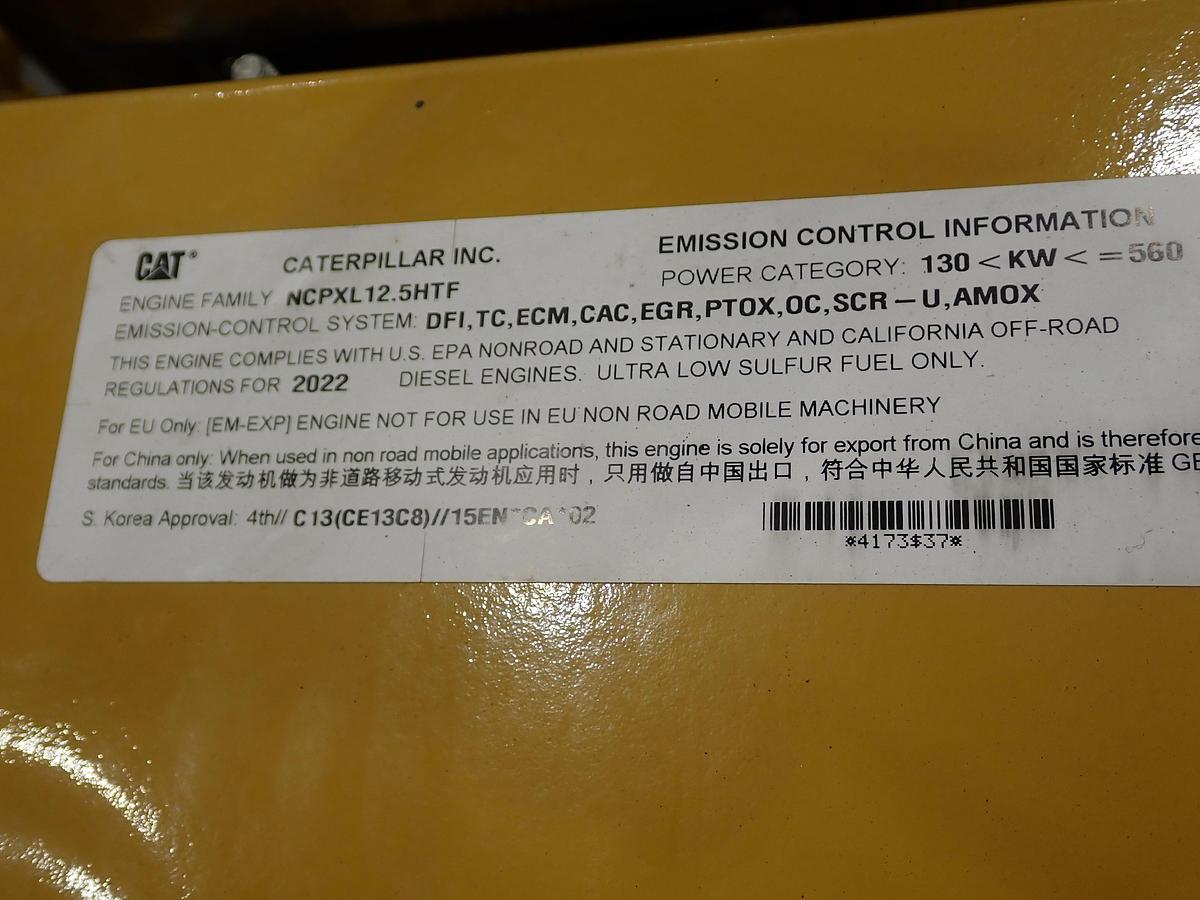 CAT® CATERPILLAR INC. EMISSION CONTROL INFORMATION
ENGINE FAMILY NCPXL12.5HTF POWER CATEGORY: 130 < KW < = 560
EMISSION-CONTROL SYSTEM: DFI,TC,ECM,CAC,EGR,PTOX,OC,SCR – U,AMOX
THIS ENGINE COMPLIES WITH U.S. EPA NONROAD AND STATIONARY AND CALIFORNIA OFF-ROAD
REGULATIONS FOR 2022 DIESEL ENGINES. ULTRA LOW SULFUR FUEL ONLY.
For EU Only: [EM-EXP] ENGINE NOT FOR USE IN EU NON ROAD MOBILE MACHINERY
For China only: When used in non road mobile applications, this engine is solely for export from China and is therefore
standards. 当该发动机做为非道路移动式发动机应用时，只用做自中国出口，符合中华人民共和国国家标准
S. Korea Approval: 4th// C13(CE13C8)//15EN*CA*02
*4173$37*